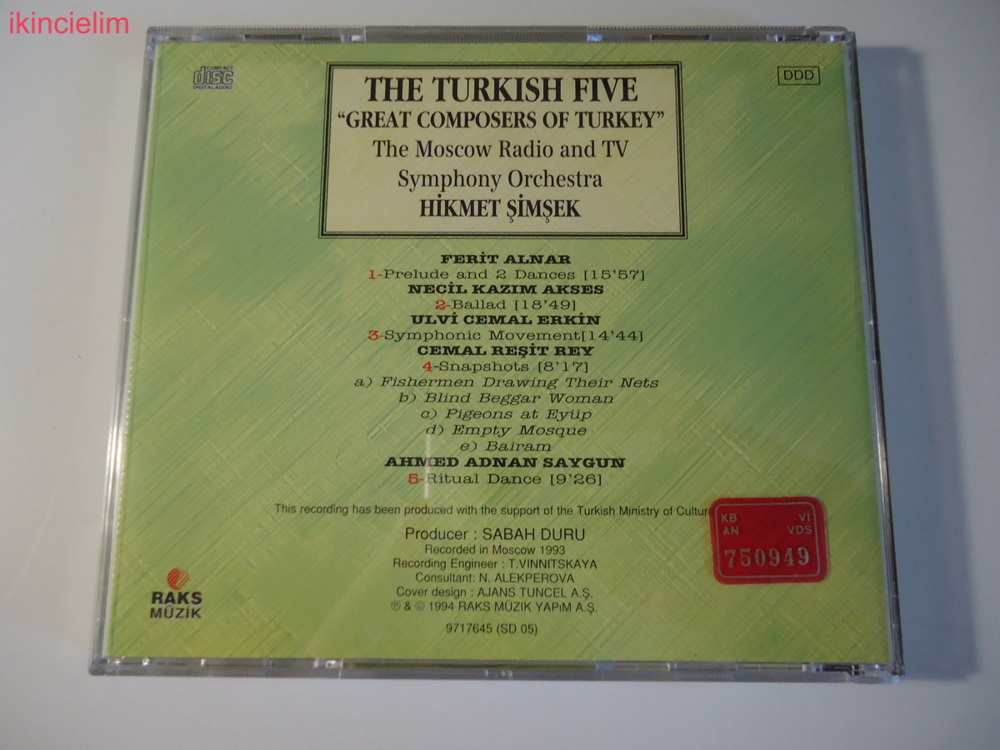 ikincielim
COMPACT
disc
DIGITAL AUDIO
DDD
THE TURKISH FIVE
“GREAT COMPOSERS OF TURKEY”
The Moscow Radio and TV
Symphony Orchestra
HİKMET ŞİMŞEK
FERİT ALNAR
1-Prelude and 2 Dances [15'57]
NECİL KAZIM AKSES
2-Ballad [18'49]
ULVİ CEMAL ERKİN
3-Symphonic Movement[14'44]
CEMAL REŞİT REY
4-Snapshots [8'17]
a) Fishermen Drawing Their Nets
b) Blind Beggar Woman
c) Pigeons at Eyüp
d) Empty Mosque
e) Bairam
AHMED ADNAN SAYGUN
5-Ritual Dance [9'26]
This recording has been produced with the support of the Turkish Ministry of Culture
Producer : SABAH DURU
Recorded in Moscow 1993
Recording Engineer : T.VINNITSKAYA
Consultant: N. ALEKPEROVA
Cover design : AJANS TUNCEL A.Ş.
℗ & © 1994 RAKS MÜZİK YAPıM A.Ş.
9717645 (SD 05)
RAKS
MÜZİK
KB VI
AN VDS
750949